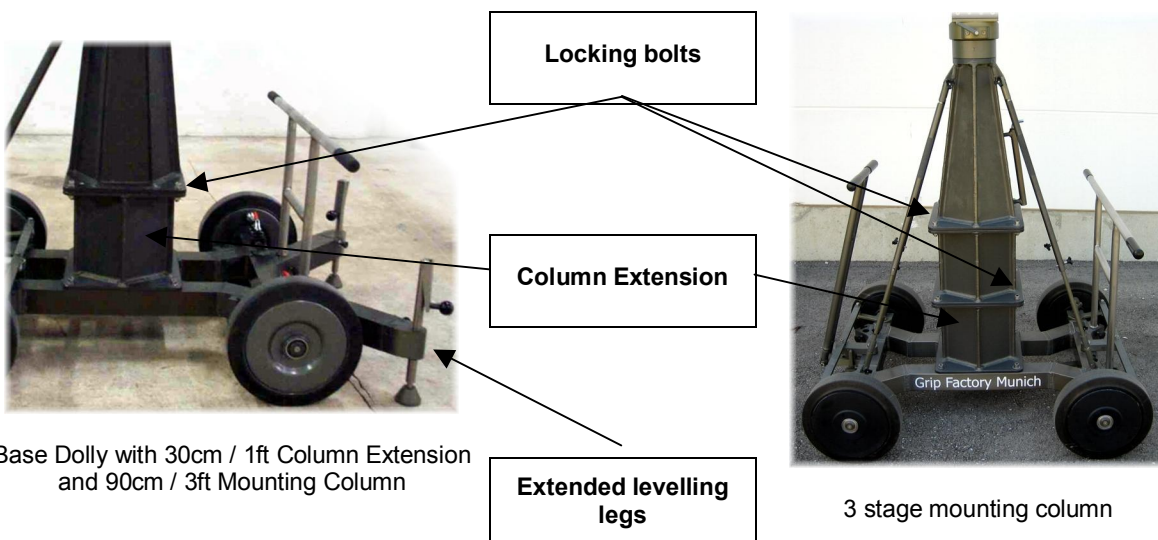 Locking bolts
Column Extension
Grip Factory Munich
Base Dolly with 30cm / 1ft Column Extension
and 90cm / 3ft Mounting Column
Extended levelling
legs
3 stage mounting column